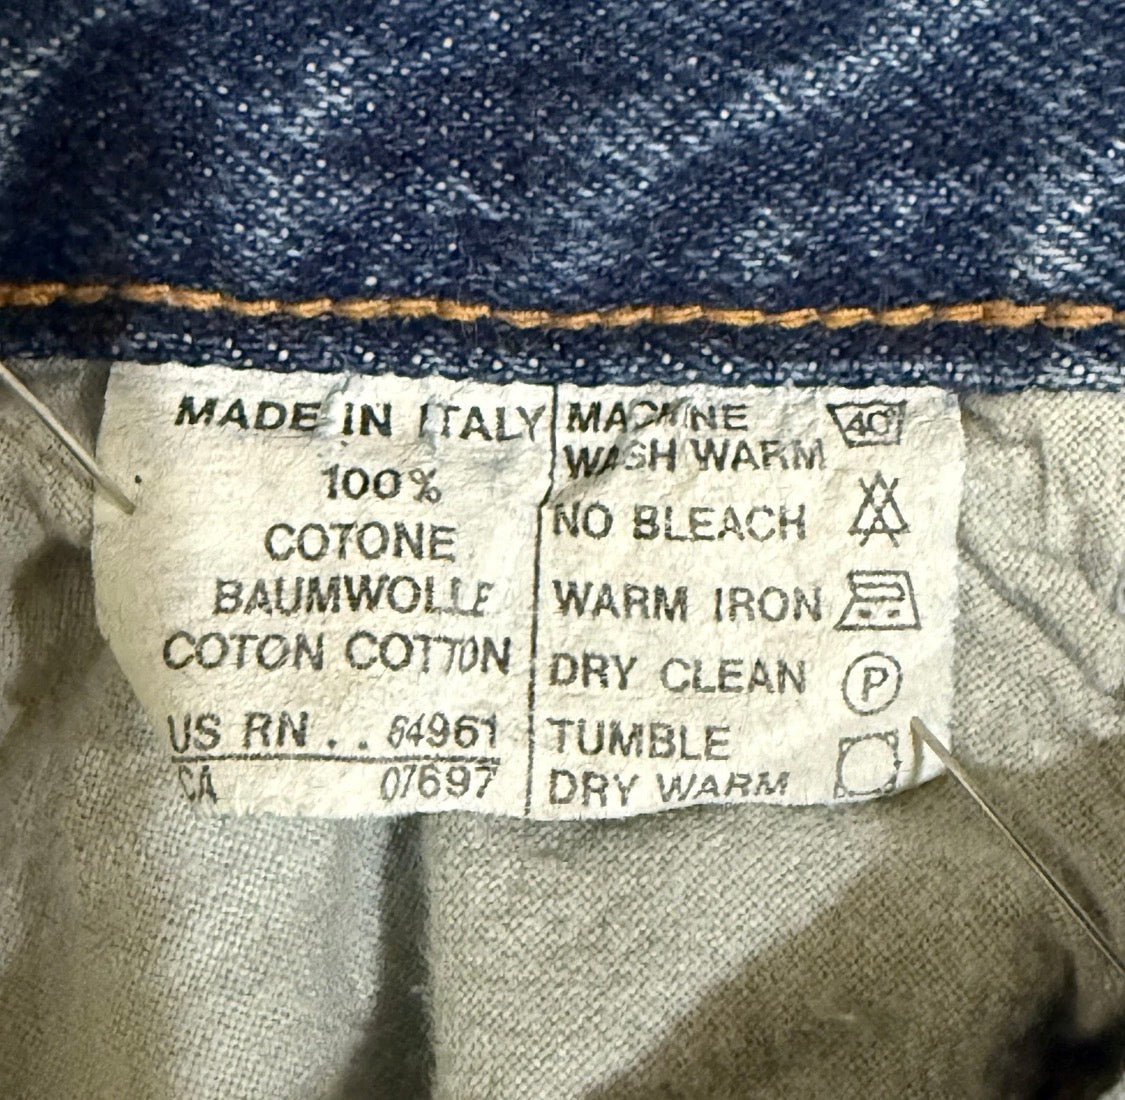 MADE IN ITALY
100%
COTONE
BAUMWOLLE
COTON COTTON
US RN . . 64961
CA 07697
MACHINE
WASH WARM
40°
NO BLEACH
WARM IRON
DRY CLEAN
P
TUMBLE
DRY WARM